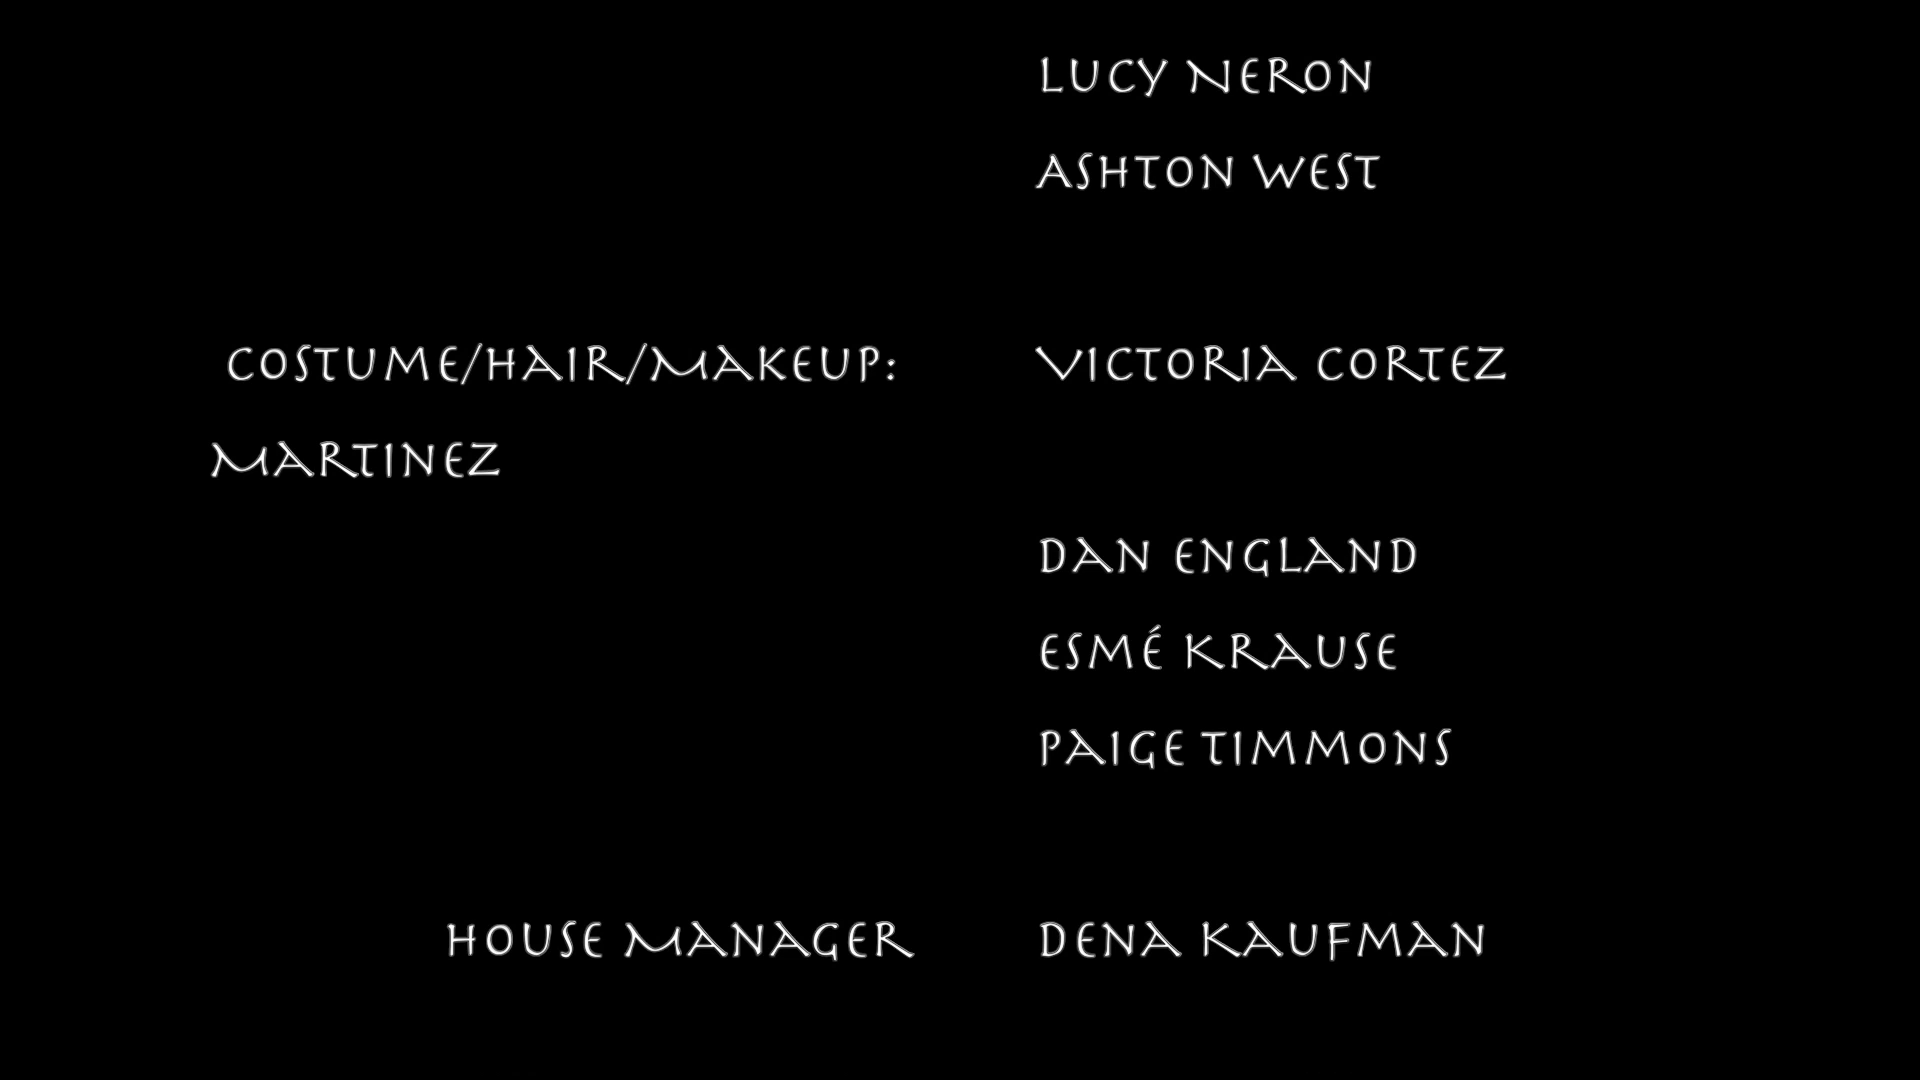 Lucy Neron
Ashton West
Costume/Hair/Makeup: Victoria Cortez
Martinez
Dan England
Esmé Krause
Paige Timmons
House Manager Dena Kaufman